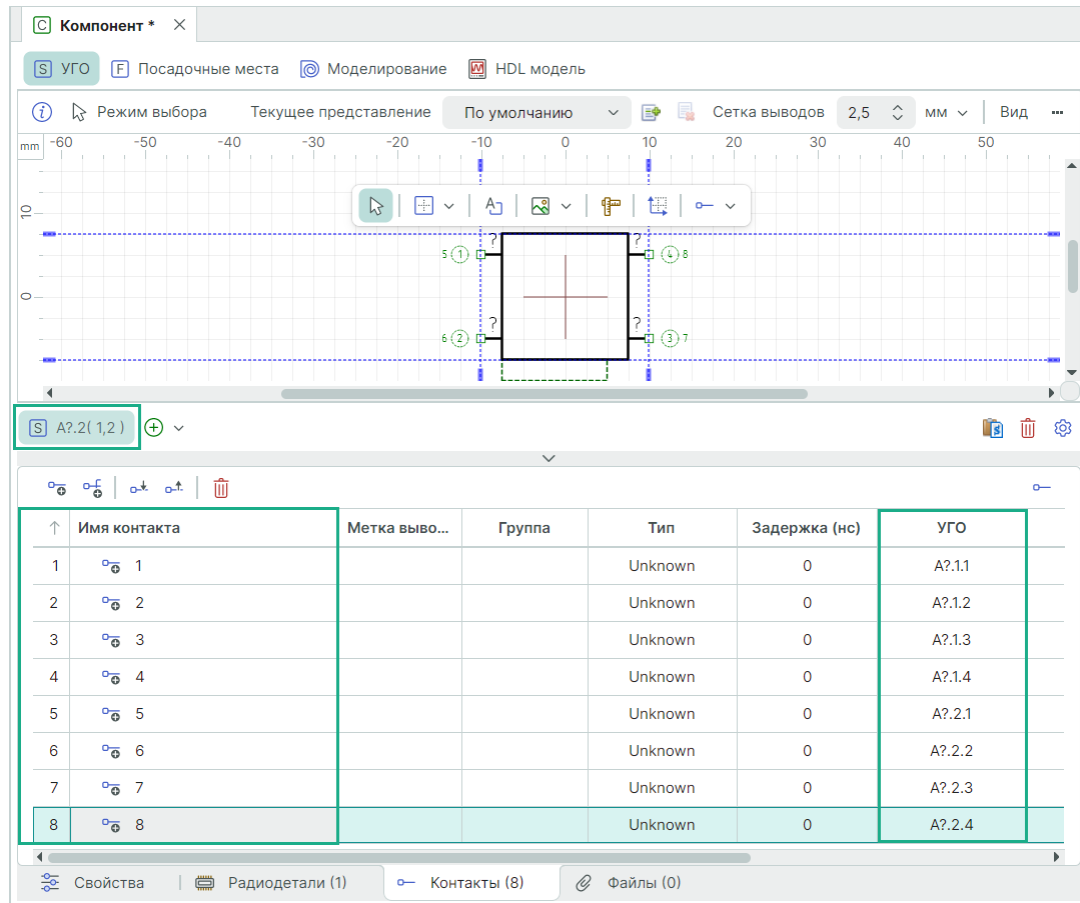 C Компонент *
S УГО F Посадочные места Моделирование HDL модель
i Режим выбора Текущее представление По умолчанию Сетка выводов 2,5 мм Вид ...
mm -60 -50 -40 -30 -20 -10 0 10 20 30 40 50
10
A
? ?
5 1 4 8
0
? ?
6 2 3 7
S A?.2( 1,2 )
Имя контакта Метка выво... Группа Тип Задержка (нс) УГО
1 1 Unknown 0 A?.1.1
2 2 Unknown 0 A?.1.2
3 3 Unknown 0 A?.1.3
4 4 Unknown 0 A?.1.4
5 5 Unknown 0 A?.2.1
6 6 Unknown 0 A?.2.2
7 7 Unknown 0 A?.2.3
8 8 Unknown 0 A?.2.4
Свойства Радиодетали (1) Контакты (8) Файлы (0)